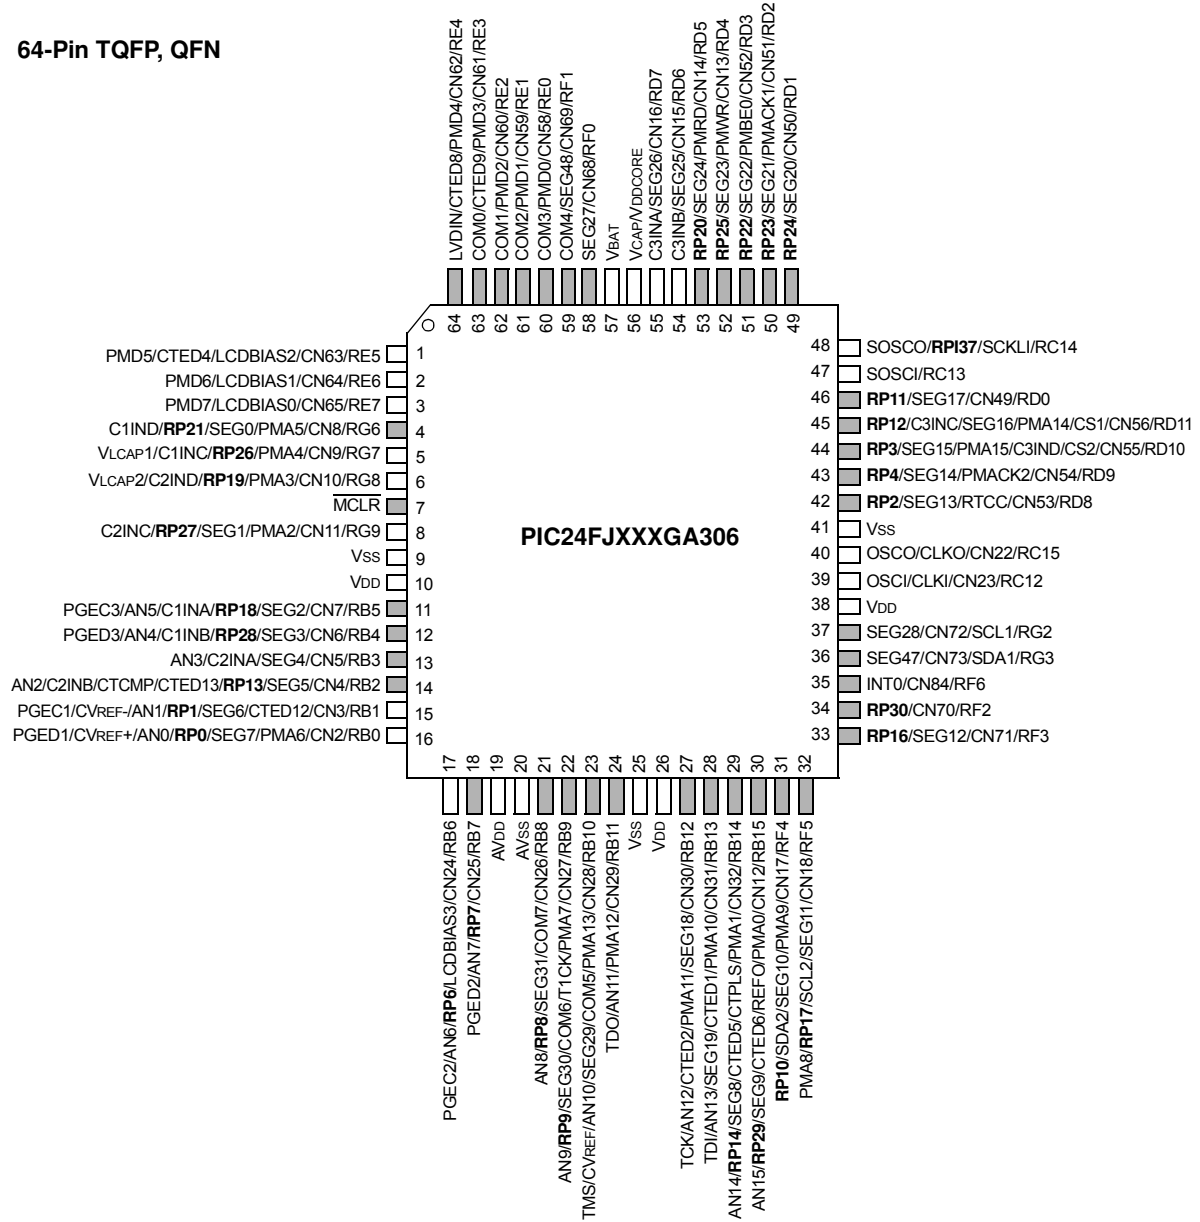 64-Pin TQFP, QFN
LVDIN/CTED8/PMD4/CN62/RE4
COM0/CTED9/PMD3/CN61/RE3
COM1/PMD2/CN60/RE2
COM2/PMD1/CN59/RE1
COM3/PMD0/CN58/RE0
COM4/SEG48/CN69/RF1
SEG27/CN68/RF0
VBAT
VCAP/VDDCORE
C3INA/SEG26/CN16/RD7
C3INB/SEG25/CN15/RD6
RP20/SEG24/PMRD/CN14/RD5
RP25/SEG23/PMWR/CN13/RD4
RP22/SEG22/PMBE0/CN52/RD3
RP23/SEG21/PMACK1/CN51/RD2
RP24/SEG20/CN50/RD1
64 63 62 61 60 59 58 57 56 55 54 53 52 51 50 49
PMD5/CTED4/LCDBIAS2/CN63/RE5 1
PMD6/LCDBIAS1/CN64/RE6 2
PMD7/LCDBIAS0/CN65/RE7 3
C1IND/RP21/SEG0/PMA5/CN8/RG6 4
VLCAP1/C1INC/RP26/PMA4/CN9/RG7 5
VLCAP2/C2IND/RP19/PMA3/CN10/RG8 6
MCLR 7
C2INC/RP27/SEG1/PMA2/CN11/RG9 8
VSS 9
VDD 10
PGEC3/AN5/C1INA/RP18/SEG2/CN7/RB5 11
PGED3/AN4/C1INB/RP28/SEG3/CN6/RB4 12
AN3/C2INA/SEG4/CN5/RB3 13
AN2/C2INB/CTCMP/CTED13/RP13/SEG5/CN4/RB2 14
PGEC1/CVREF-/AN1/RP1/SEG6/CTED12/CN3/RB1 15
PGED1/CVREF+/AN0/RP0/SEG7/PMA6/CN2/RB0 16
PIC24FJXXXGA306
48 SOSCO/RPI37/SCKLI/RC14
47 SOSCI/RC13
46 RP11/SEG17/CN49/RD0
45 RP12/C3INC/SEG16/PMA14/CS1/CN56/RD11
44 RP3/SEG15/PMA15/C3IND/CS2/CN55/RD10
43 RP4/SEG14/PMACK2/CN54/RD9
42 RP2/SEG13/RTCC/CN53/RD8
41 VSS
40 OSCO/CLKO/CN22/RC15
39 OSCI/CLKI/CN23/RC12
38 VDD
37 SEG28/CN72/SCL1/RG2
36 SEG47/CN73/SDA1/RG3
35 INT0/CN84/RF6
34 RP30/CN70/RF2
33 RP16/SEG12/CN71/RF3
17 18 19 20 21 22 23 24 25 26 27 28 29 30 31 32
PGEC2/AN6/RP6/LCDBIAS3/CN24/RB6
PGED2/AN7/RP7/CN25/RB7
AVDD
AVSS
AN8/RP8/SEG31/COM7/CN26/RB8
AN9/RP9/SEG30/COM6/T1CK/PMA7/CN27/RB9
TMS/CVREF/AN10/SEG29/COM5/PMA13/CN28/RB10
TDO/AN11/PMA12/CN29/RB11
VSS
VDD
TCK/AN12/CTED2/PMA11/SEG18/CN30/RB12
TDI/AN13/SEG19/CTED1/PMA10/CN31/RB13
AN14/RP14/SEG8/CTED5/CTPLS/PMA1/CN32/RB14
AN15/RP29/SEG9/CTED6/REFO/PMA0/CN12/RB15
RP10/SDA2/SEG10/PMA9/CN17/RF4
PMA8/RP17/SCL2/SEG11/CN18/RF5